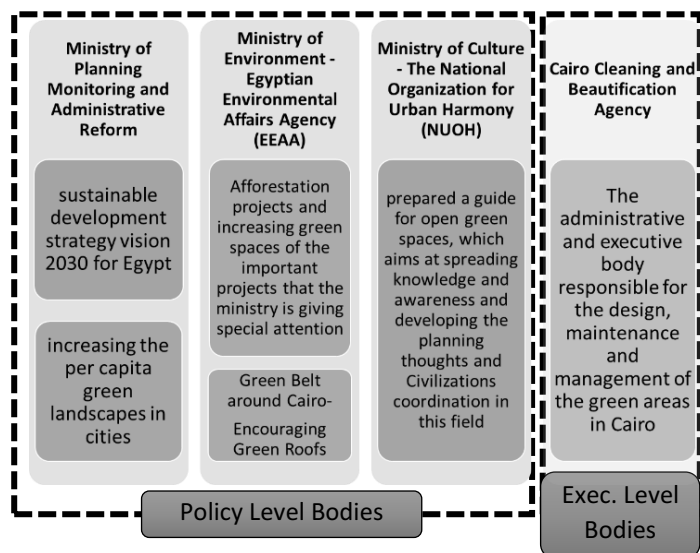 Ministry of
Planning
Monitoring and
Administrative
Reform
sustainable
development
strategy vision
2030 for Egypt
increasing the
per capita
green
landscapes in
cities
Ministry of
Environment -
Egyptian
Environmental
Affairs Agency
(EEAA)
Afforestation
projects and
increasing green
spaces of the
important
projects that the
ministry is giving
special attention
Green Belt
around Cairo-
Encouraging
Green Roofs
Ministry of Culture
- The National
Organization for
Urban Harmony
(NUOH)
prepared a guide
for open green
spaces, which
aims at spreading
knowledge and
awareness and
developing the
planning
thoughts and
Civilizations
coordination in
this field
Policy Level Bodies
Cairo Cleaning and
Beautification
Agency
The
administrative
and executive
body
responsible for
the design,
maintenance
and
management of
the green areas
in Cairo
Exec. Level
Bodies